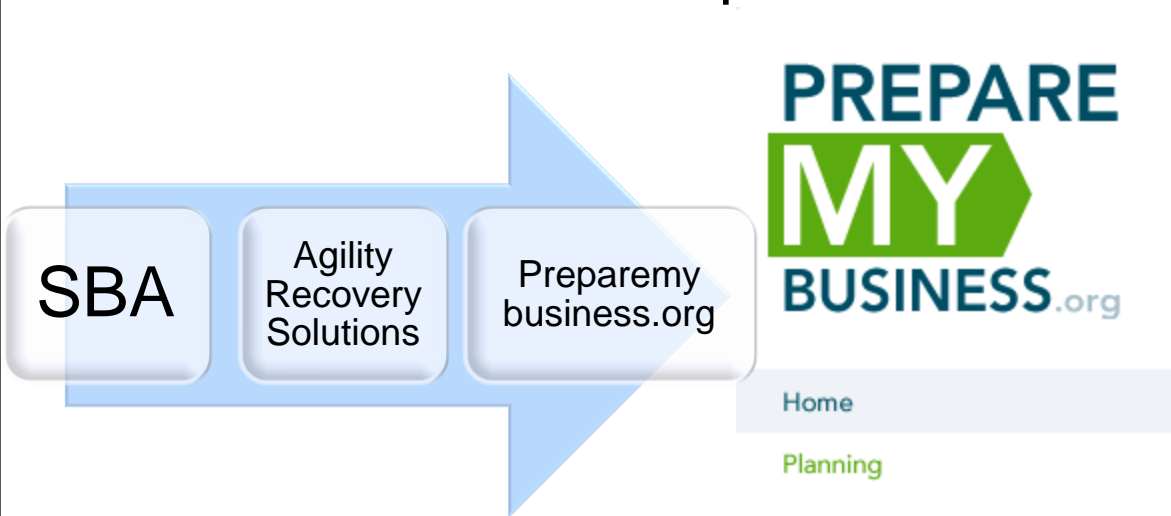 SBA
Agility
Recovery
Solutions
Preparemy
business.org
PREPARE
MY
BUSINESS.org
Home
Planning